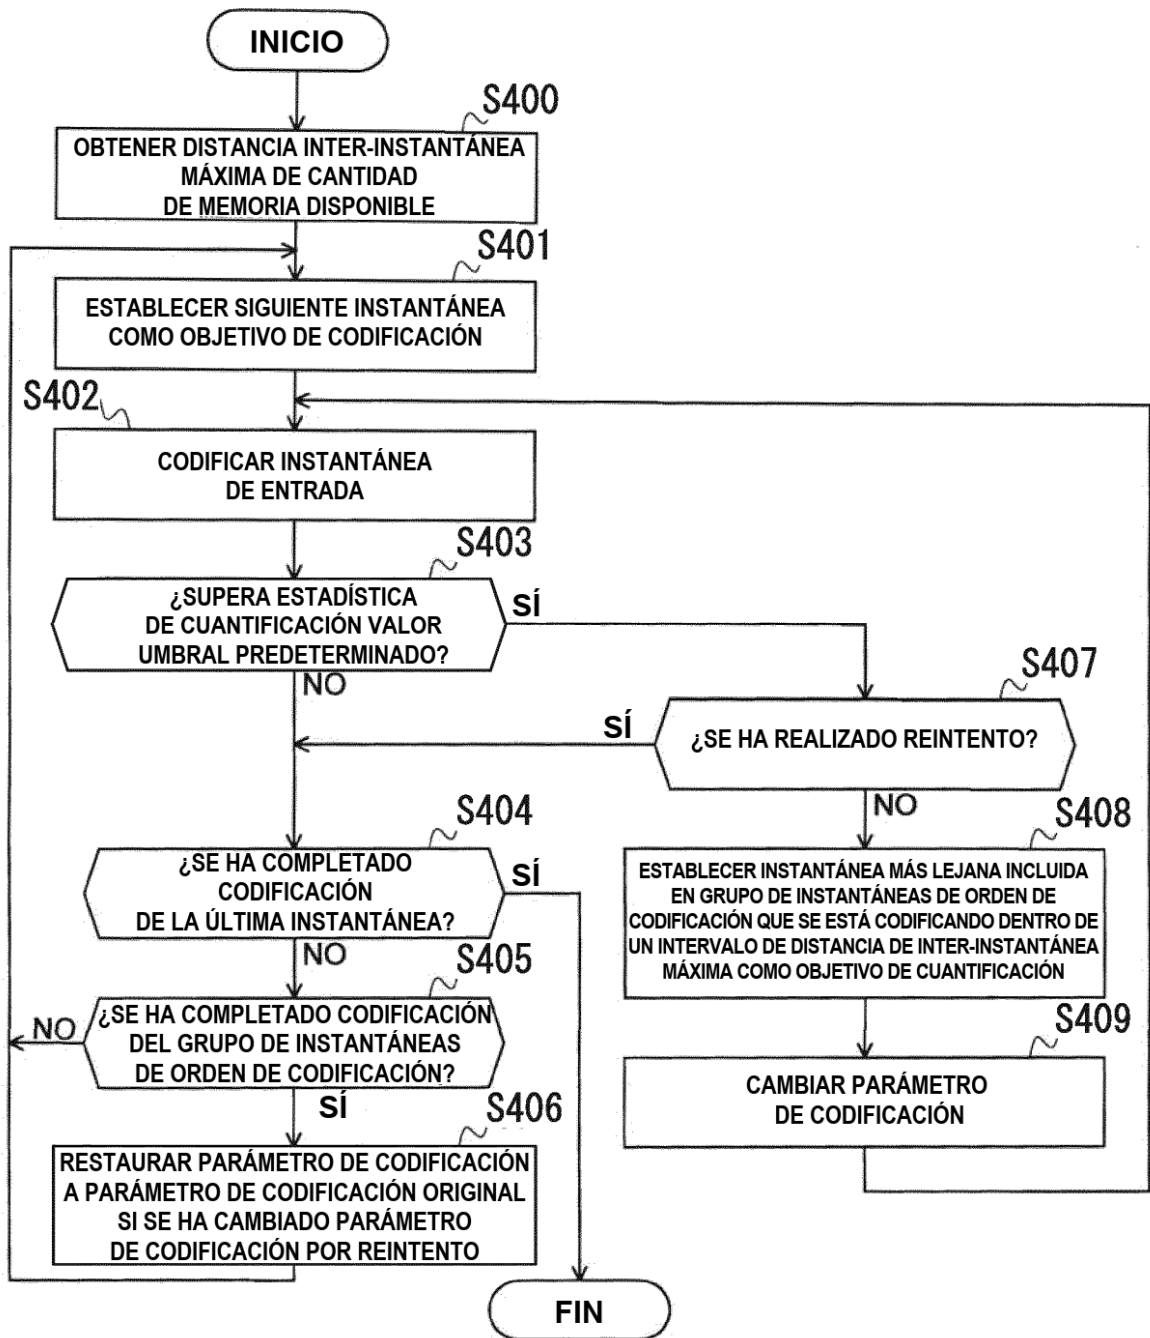 INICIO
S400
OBTENER DISTANCIA INTER-INSTANTÁNEA
MÁXIMA DE CANTIDAD
DE MEMORIA DISPONIBLE
S401
ESTABLECER SIGUIENTE INSTANTÁNEA
COMO OBJETIVO DE CODIFICACIÓN
S402
CODIFICAR INSTANTÁNEA
DE ENTRADA
S403
¿SUPERA ESTADÍSTICA
DE CUANTIFICACIÓN VALOR
UMBRAL PREDETERMINADO?
SÍ
NO
S407
¿SE HA REALIZADO REINTENTO?
SÍ
NO
S404
¿SE HA COMPLETADO
CODIFICACIÓN
DE LA ÚLTIMA INSTANTÁNEA?
SÍ
NO
S408
ESTABLECER INSTANTÁNEA MÁS LEJANA INCLUIDA
EN GRUPO DE INSTANTÁNEAS DE ORDEN DE
CODIFICACIÓN QUE SE ESTÁ CODIFICANDO DENTRO DE
UN INTERVALO DE DISTANCIA DE INTER-INSTANTÁNEA
MÁXIMA COMO OBJETIVO DE CUANTIFICACIÓN
S405
¿SE HA COMPLETADO CODIFICACIÓN
DEL GRUPO DE INSTANTÁNEAS
DE ORDEN DE CODIFICACIÓN?
NO
SÍ
S409
CAMBIAR PARÁMETRO
DE CODIFICACIÓN
S406
RESTAURAR PARÁMETRO DE CODIFICACIÓN
A PARÁMETRO DE CODIFICACIÓN ORIGINAL
SI SE HA CAMBIADO PARÁMETRO
DE CODIFICACIÓN POR REINTENTO
FIN